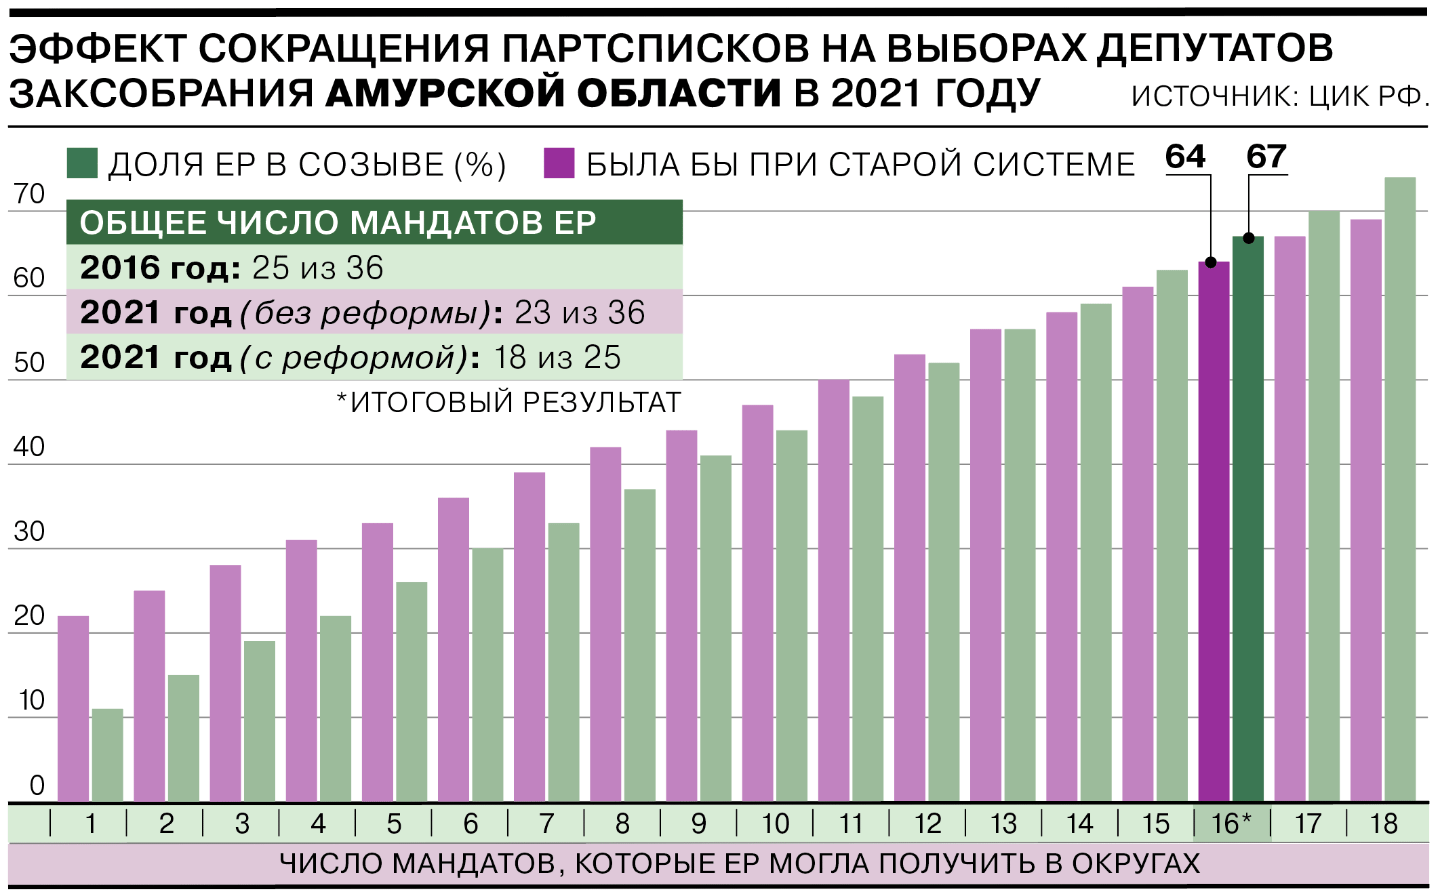 ЭФФЕКТ СОКРАЩЕНИЯ ПАРТСПИСКОВ НА ВЫБОРАХ ДЕПУТАТОВ
ЗАКСОБРАНИЯ АМУРСКОЙ ОБЛАСТИ В 2021 ГОДУ
ИСТОЧНИК: ЦИК РФ.
ДОЛЯ ЕР В СОЗЫВЕ (%)
БЫЛА БЫ ПРИ СТАРОЙ СИСТЕМЕ
64
67
ОБЩЕЕ ЧИСЛО МАНДАТОВ ЕР
2016 год: 25 из 36
2021 год (без реформы): 23 из 36
2021 год (с реформой): 18 из 25
*ИТОГОВЫЙ РЕЗУЛЬТАТ
70
60
50
40
30
20
10
0
1 2 3 4 5 6 7 8 9 10 11 12 13 14 15 16* 17 18
ЧИСЛО МАНДАТОВ, КОТОРЫЕ ЕР МОГЛА ПОЛУЧИТЬ В ОКРУГАХ